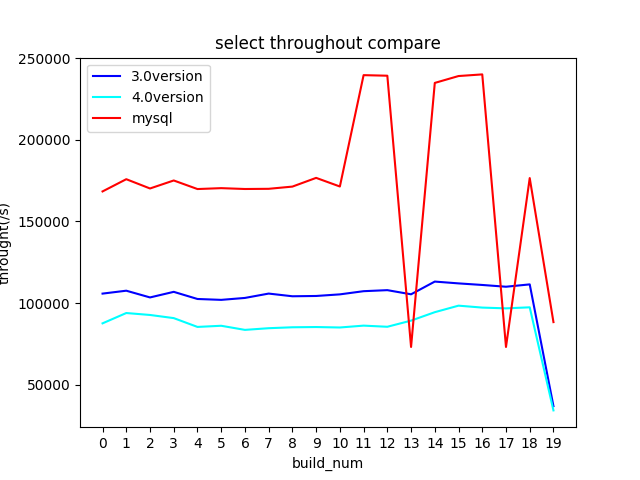 select throughout compare
250000
200000
150000
100000
50000
throught(/s)
3.0version
4.0version
mysql
0 1 2 3 4 5 6 7 8 9 10 11 12 13 14 15 16 17 18 19
build_num